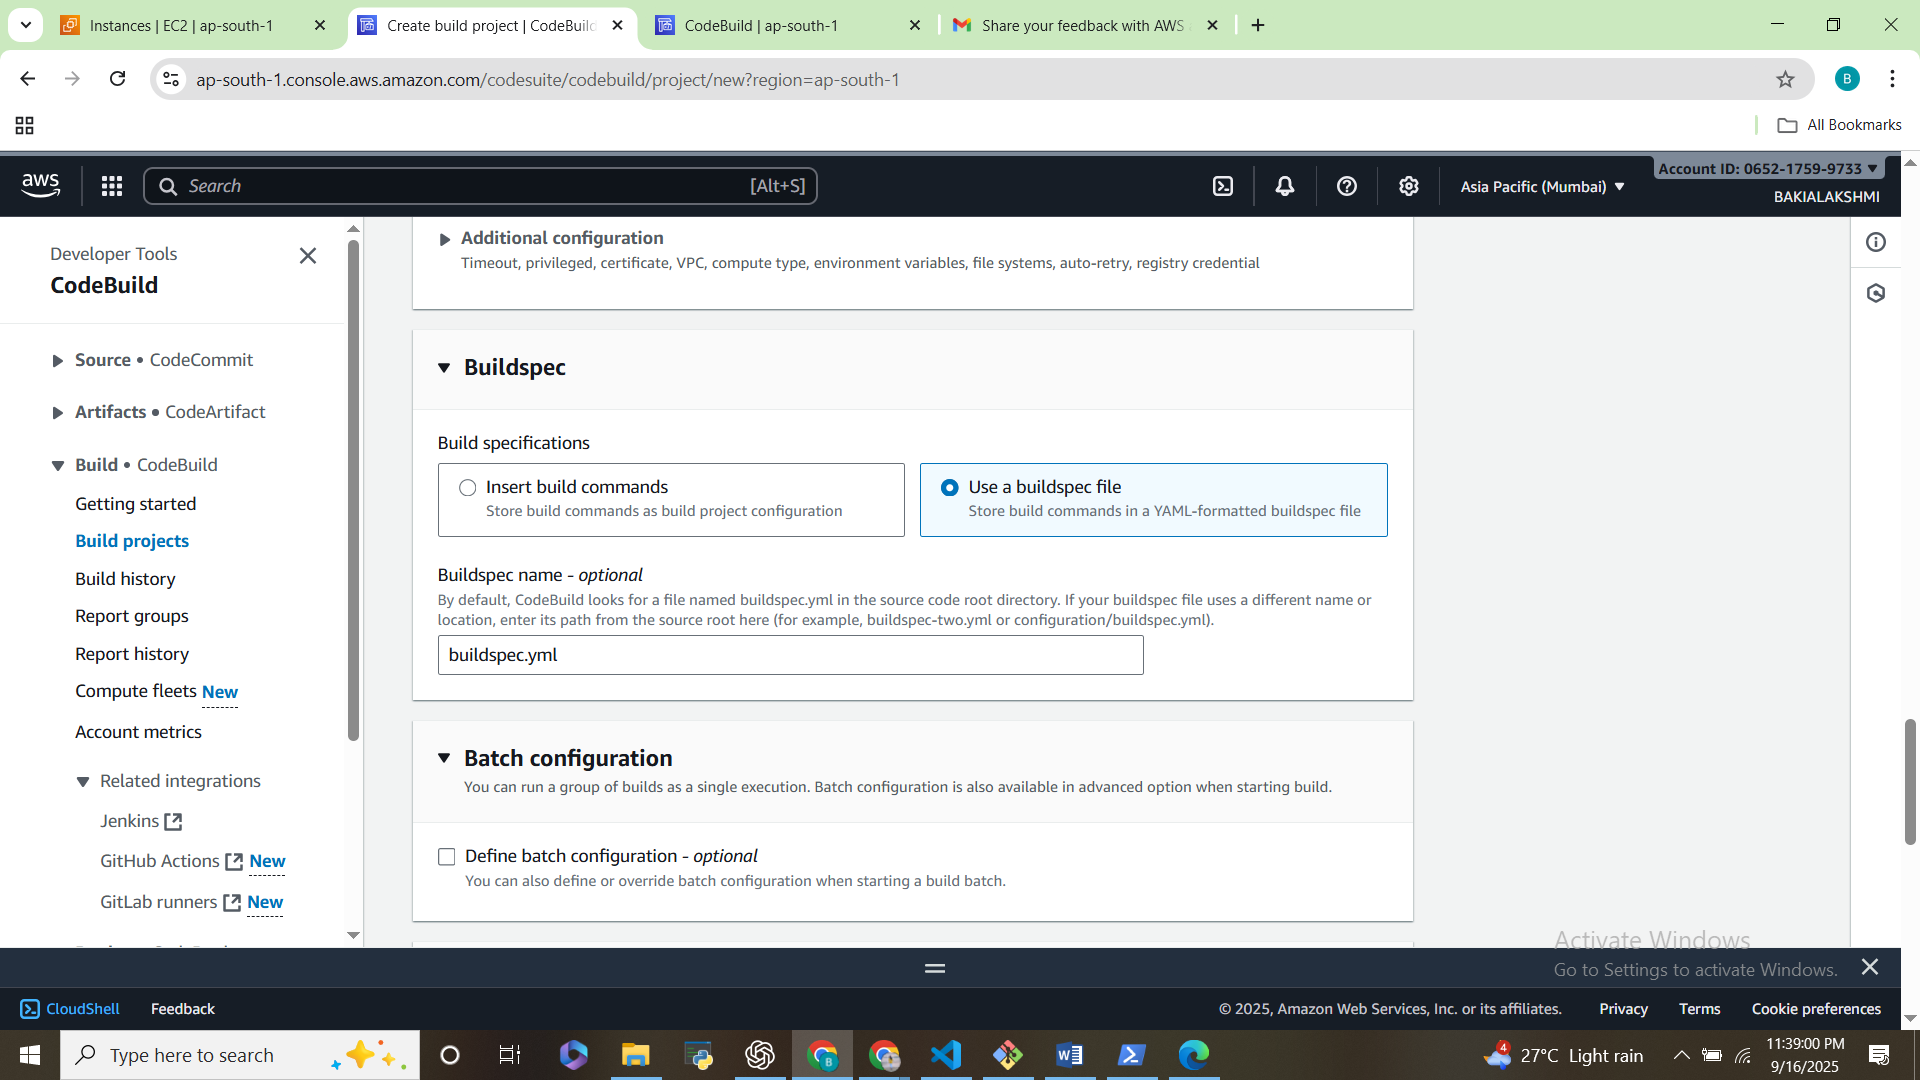 Instances | EC2 | ap-south-1
Create build project | CodeBuild
CodeBuild | ap-south-1
Share your feedback with AWS
ap-south-1.console.aws.amazon.com/codesuite/codebuild/project/new?region=ap-south-1
B
All Bookmarks
aws
Search
[Alt+S]
Asia Pacific (Mumbai)
Account ID: 0652-1759-9733
BAKIALAKSHMI
Developer Tools
CodeBuild
Source • CodeCommit
Artifacts • CodeArtifact
Build • CodeBuild
Getting started
Build projects
Build history
Report groups
Report history
Compute fleets New
Account metrics
Related integrations
Jenkins
GitHub Actions New
GitLab runners New
Additional configuration
Timeout, privileged, certificate, VPC, compute type, environment variables, file systems, auto-retry, registry credential
Buildspec
Build specifications
Insert build commands
Store build commands as build project configuration
Use a buildspec file
Store build commands in a YAML-formatted buildspec file
Buildspec name - optional
By default, CodeBuild looks for a file named buildspec.yml in the source code root directory. If your buildspec file uses a different name or
location, enter its path from the source root here (for example, buildspec-two.yml or configuration/buildspec.yml).
buildspec.yml
Batch configuration
You can run a group of builds as a single execution. Batch configuration is also available in advanced option when starting build.
Define batch configuration - optional
You can also define or override batch configuration when starting a build batch.
Activate Windows
Go to Settings to activate Windows.
CloudShell
Feedback
© 2025, Amazon Web Services, Inc. or its affiliates.
Privacy
Terms
Cookie preferences
Type here to search
4
27°C Light rain
11:39:00 PM
9/16/2025